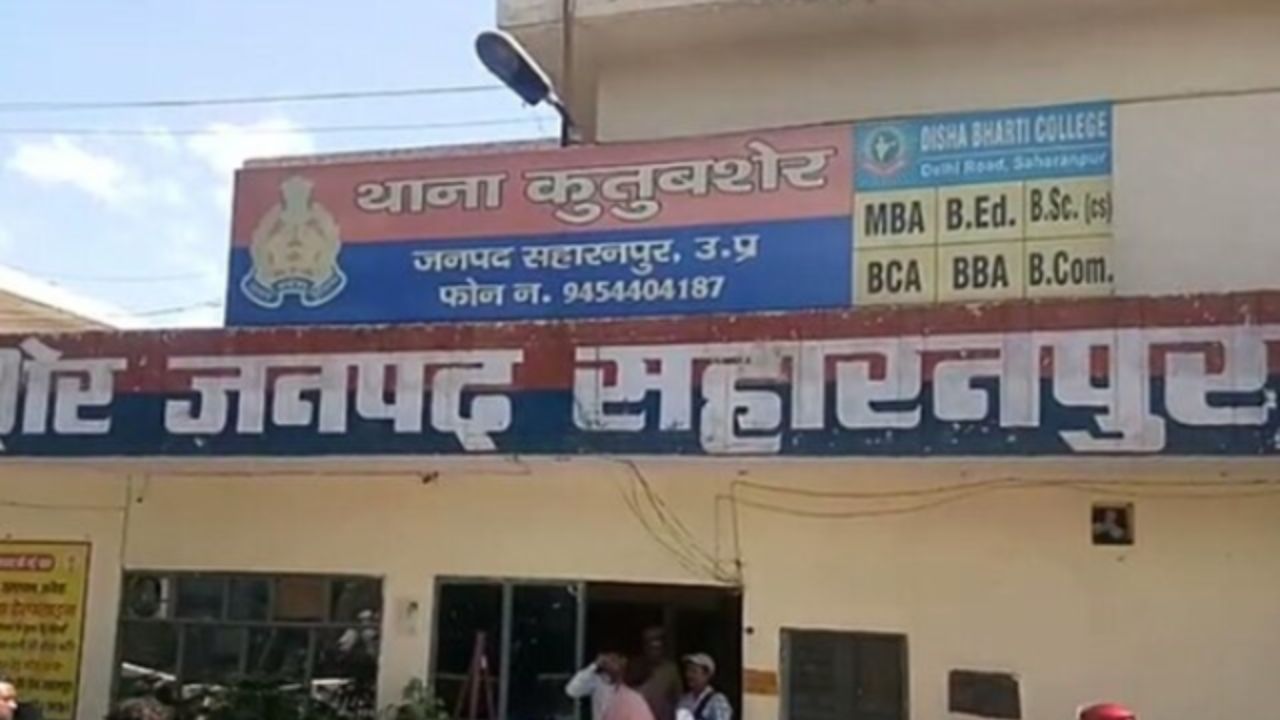 थाना कुतुबशेर
जनपद सहारनपुर, उ.प्र
फोन न. 9454404187
DISHA BHARTI COLLEGE
Delhi Road, Saharanpur
MBA B.Ed. B.Sc. (cs)
BCA BBA B.Com.
शेर जनपद सहारनपुर